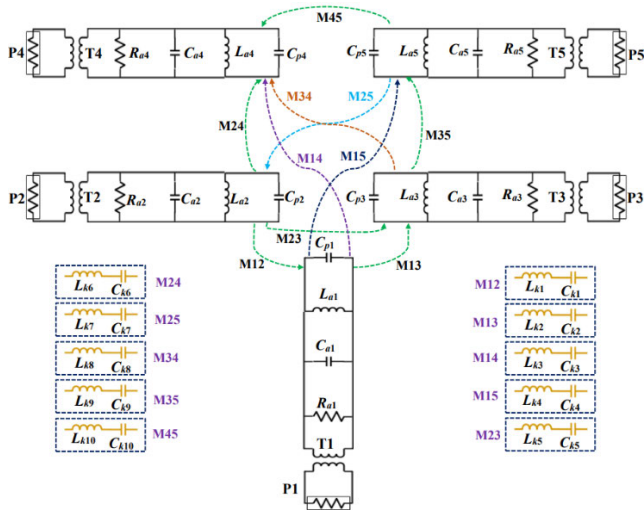 M45
P4 T4 Ra4 Ca4 La4 Cp4 Cp5 La5 Ca5 Ra5 T5 P5
M34 M25
M24 M14 M15 M35
P2 T2 Ra2 Ca2 La2 Cp2 Cp3 La3 Ca3 Ra3 T3 P3
M23
Cp1
M12 M13
Lk6 Ck6 M24
La1
M12 Lk1 Ck1
Lk7 Ck7 M25
M13 Lk2 Ck2
Ca1
Lk8 Ck8 M34
M14 Lk3 Ck3
Lk9 Ck9 M35
Ra1
M15 Lk4 Ck4
Lk10 Ck10 M45
T1
M23 Lk5 Ck5
P1